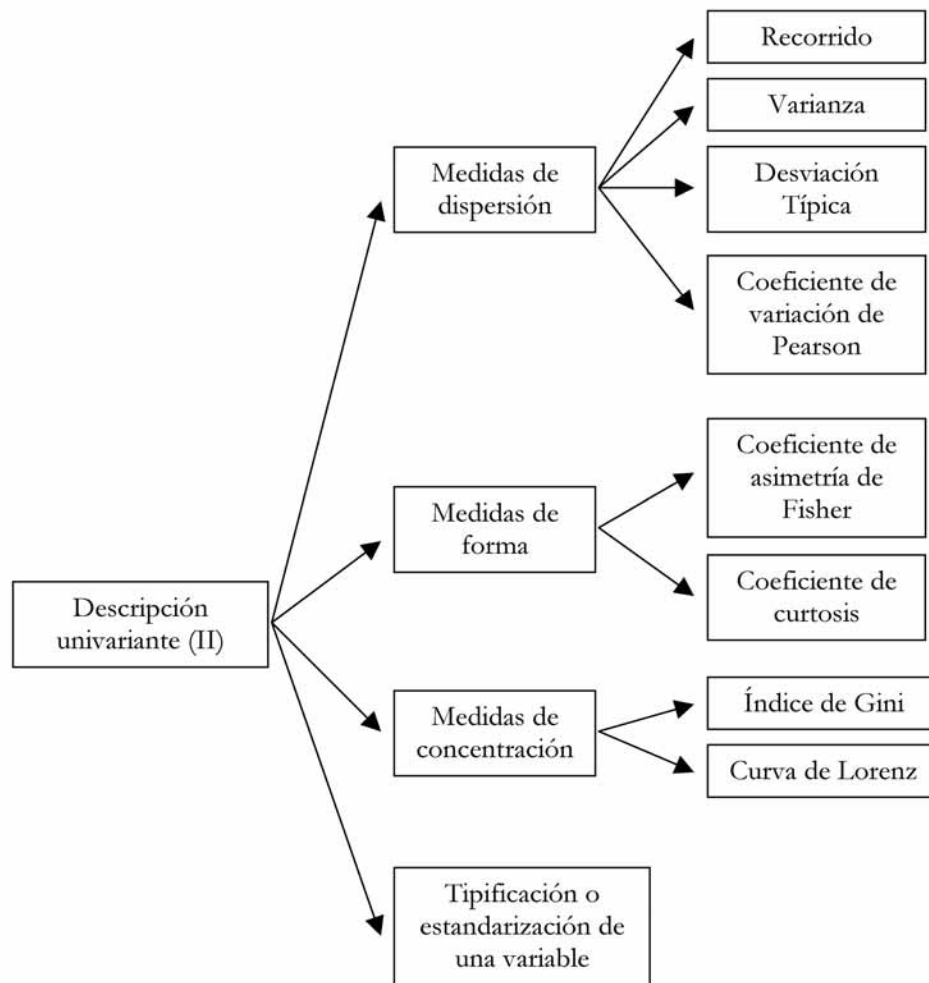 Descripción
univariante (II)
Medidas de
dispersión
Recorrido
Varianza
Desviación
Típica
Coeficiente de
variación de
Pearson
Medidas de
forma
Coeficiente de
asimetría de
Fisher
Coeficiente de
curtosis
Medidas de
concentración
Índice de Gini
Curva de Lorenz
Tipificación o
estandarización de
una variable